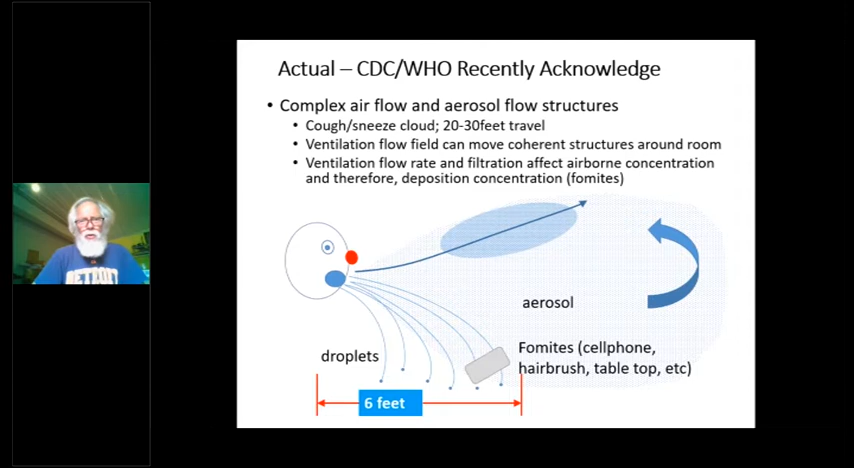 Actual – CDC/WHO Recently Acknowledge
• Complex air flow and aerosol flow structures
• Cough/sneeze cloud; 20-30feet travel
• Ventilation flow field can move coherent structures around room
• Ventilation flow rate and filtration affect airborne concentration
and therefore, deposition concentration (fomites)
DETROIT
aerosol
droplets
Fomites (cellphone,
hairbrush, table top, etc)
6 feet